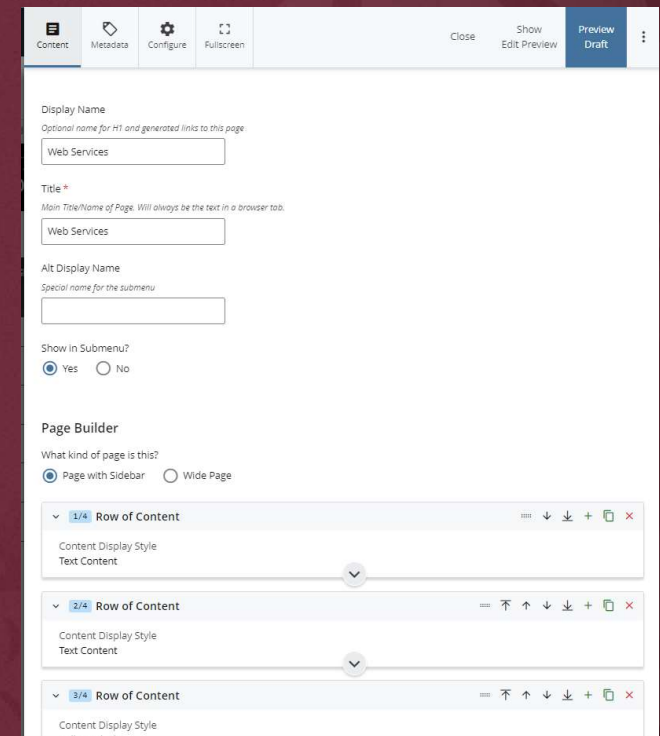 Content
Metadata
Configure
Fullscreen
Close
Show
Edit Preview
Preview
Draft
Display Name
Optional name for H1 and generated links to this page
Web Services
Title *
Main Title/Name of Page. Will always be the text in a browser tab.
Web Services
Alt Display Name
Special name for the submenu
Show in Submenu?
Yes No
Page Builder
What kind of page is this?
Page with Sidebar Wide Page
1/4 Row of Content
Content Display Style
Text Content
2/4 Row of Content
Content Display Style
Text Content
3/4 Row of Content
Content Display Style